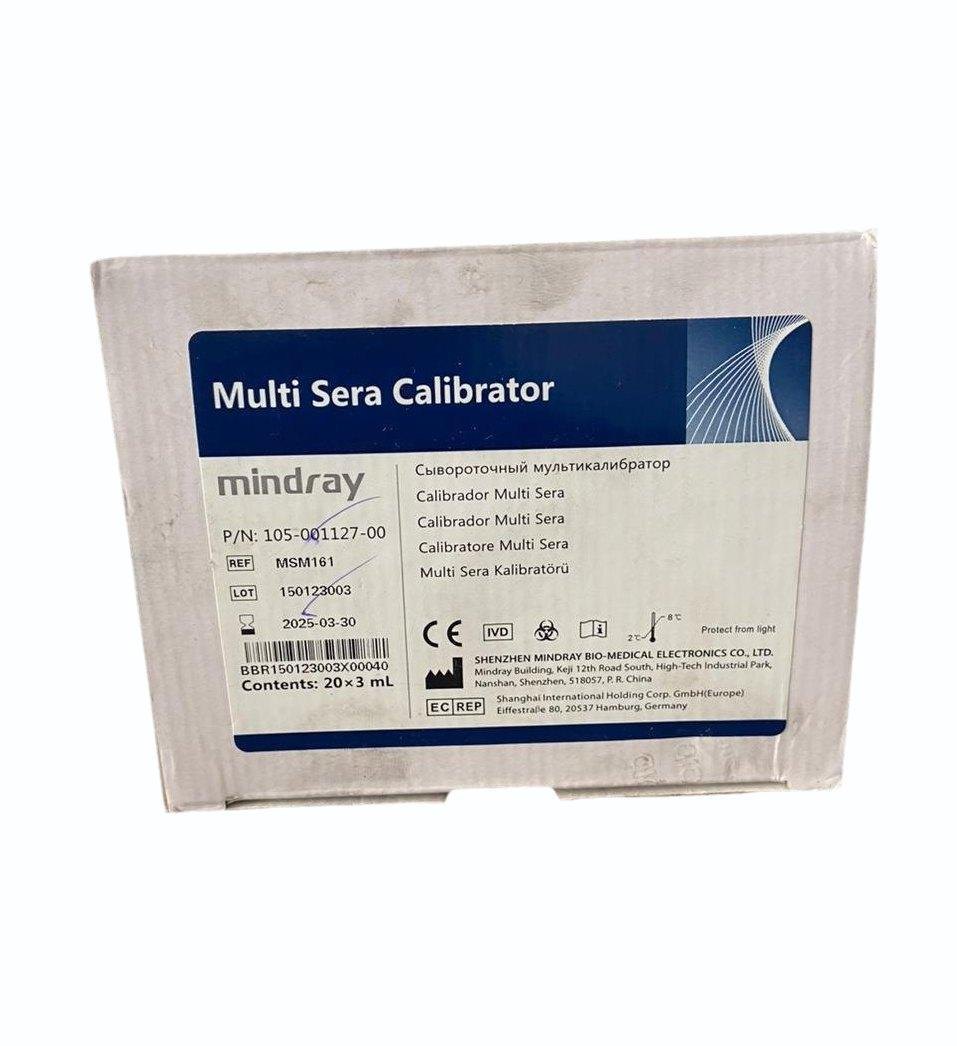 Multi Sera Calibrator
mindray
P/N: 105-001127-00
REF MSM161
LOT 150123003
2025-03-30
BBR150123003X00040
Contents: 20×3 mL
Сывороточный мультикалибратор
Calibrador Multi Sera
Calibrador Multi Sera
Calibratore Multi Sera
Multi Sera Kalibratörü
CE IVD 2℃ 8℃ Protect from light
SHENZHEN MINDRAY BIO-MEDICAL ELECTRONICS CO., LTD.
Mindray Building, Keji 12th Road South, High-Tech Industrial Park,
Nanshan, Shenzhen, 518057, P. R. China
EC REP Shanghai International Holding Corp. GmbH(Europe)
Eiffestraße 80, 20537 Hamburg, Germany